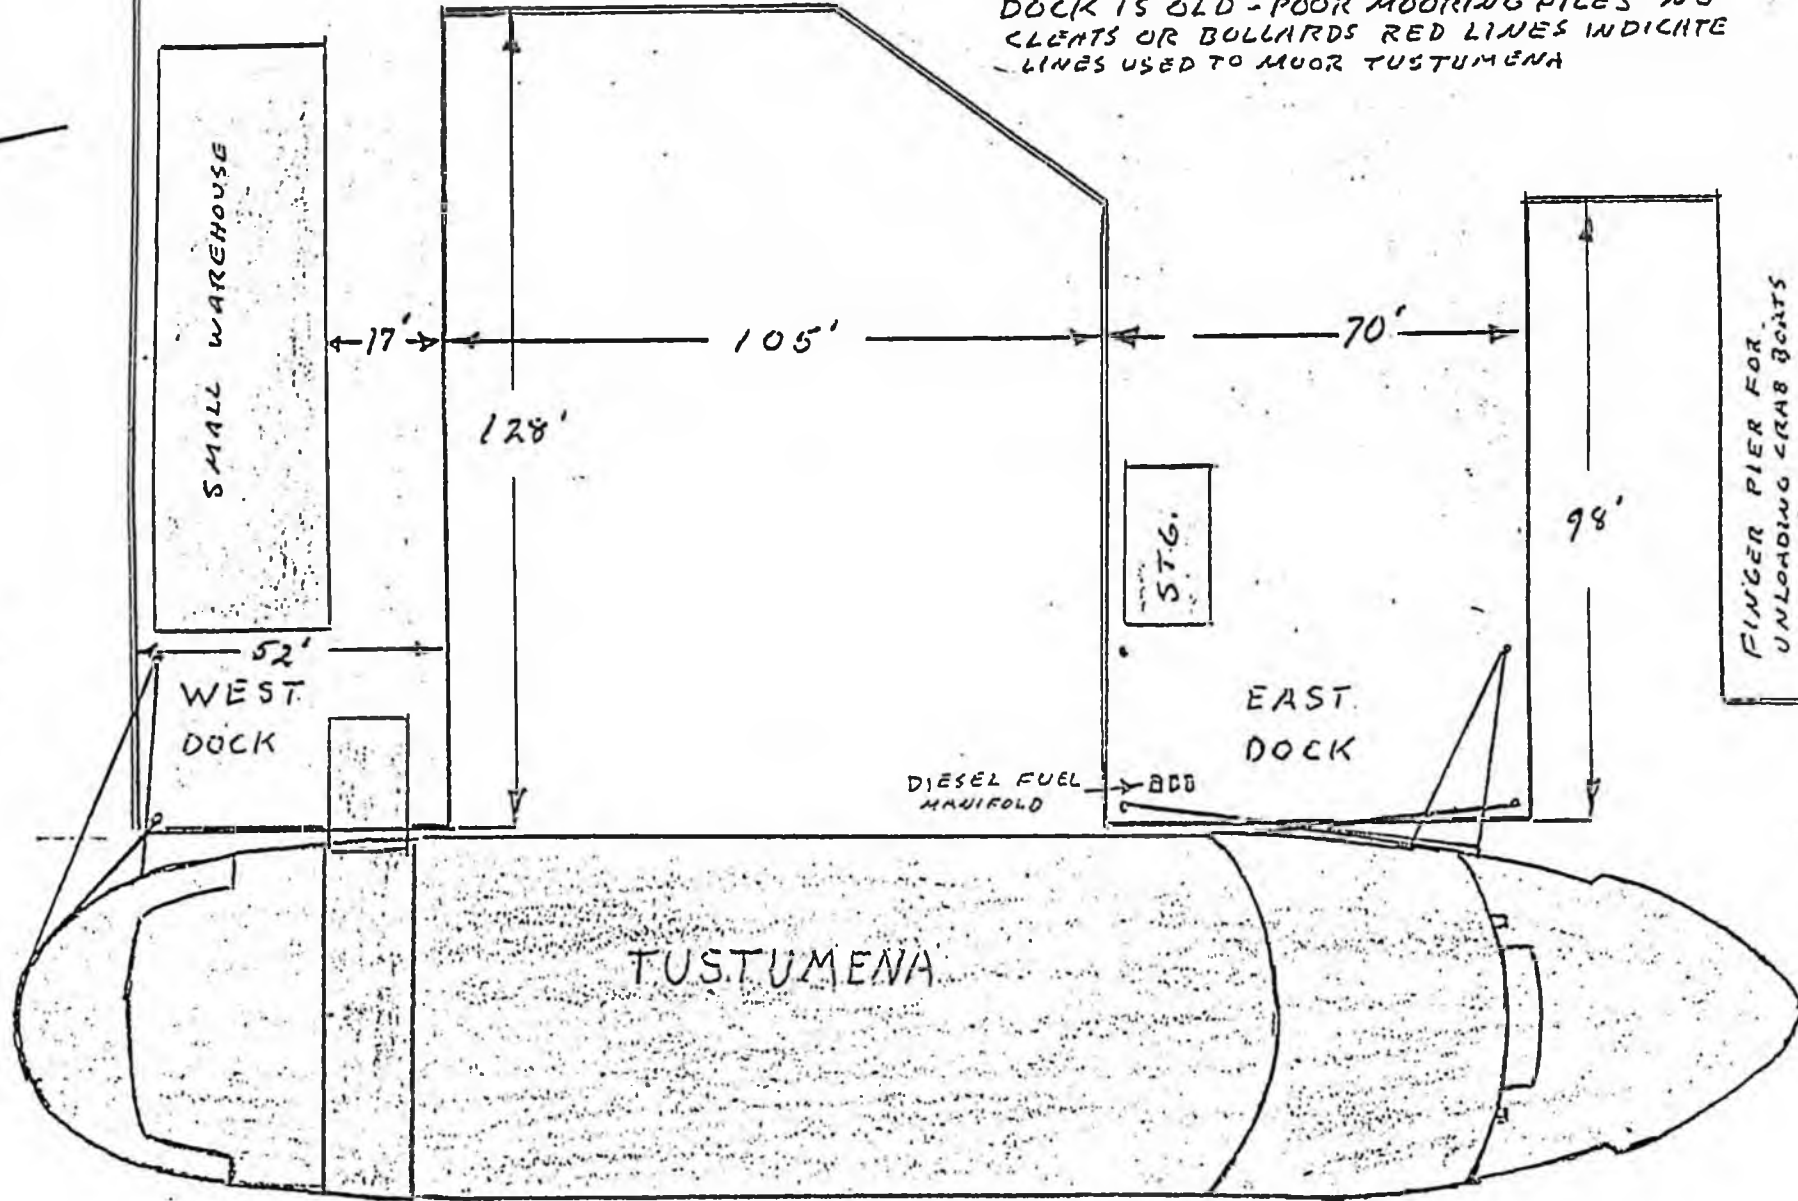 DOCK IS OLD - POOR MOORING PILES NO
CLEATS OR BOLLARDS RED LINES INDICATE
LINES USED TO MOOR TUSTUMENA
SMALL WAREHOUSE
17'
105'
70'
128'
98'
FINGER PIER FOR
UNLOADING CRAB BOATS
STG.
52'
WEST
DOCK
EAST
DOCK
DIESEL FUEL
MANIFOLD
TUSTUMENA